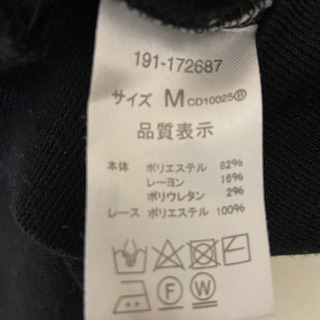 191-172687
サイズ M CD10025Ⓑ
品質表示
本体 ポリエステル 82%
レーヨン 16%
ポリウレタン 2%
レース ポリエステル 100%
F W